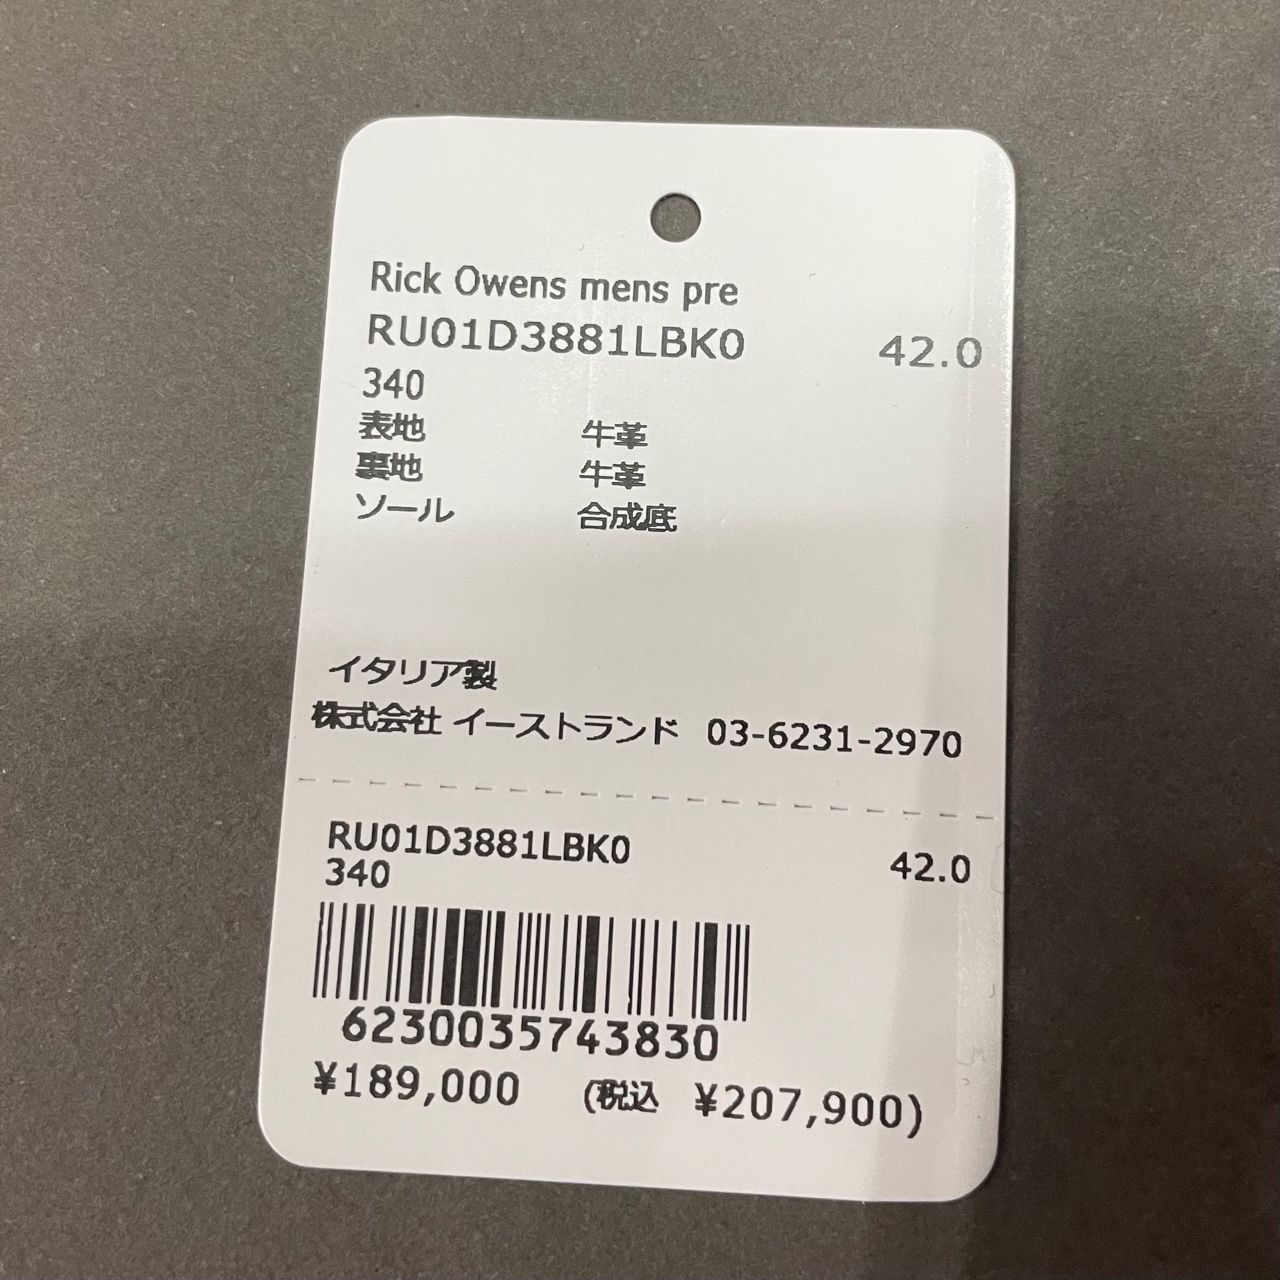 Rick Owens mens pre
RU01D3881LBK0 42.0
340
表地 牛革
裏地 牛革
ソール 合成底
イタリア製
株式会社 イーストランド 03-6231-2970
RU01D3881LBK0 42.0
340
6230035743830
¥189,000 (税込 ¥207,900)